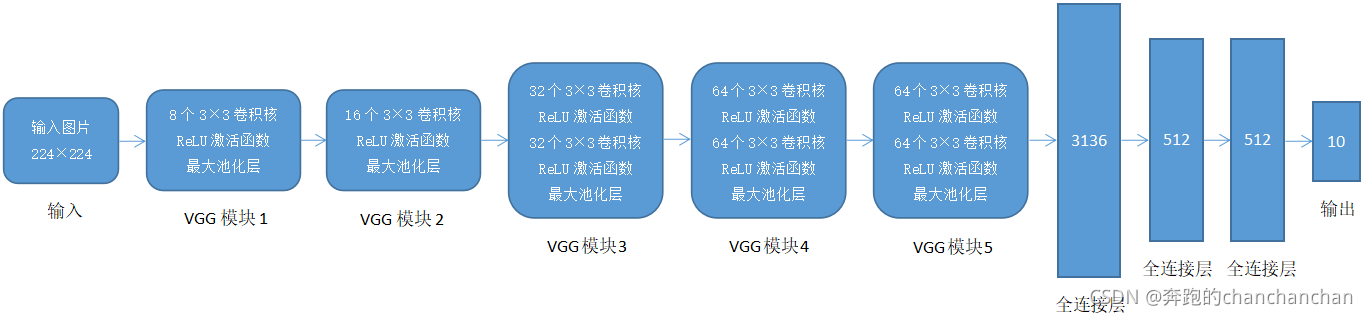 输入图片
224×224
输入
8个 3×3 卷积核
ReLU 激活函数
最大池化层
VGG 模块 1
16个 3×3 卷积核
ReLU 激活函数
最大池化层
VGG 模块 2
32个 3×3 卷积核
ReLU 激活函数
32个 3×3 卷积核
ReLU 激活函数
最大池化层
VGG 模块3
64个 3×3 卷积核
ReLU 激活函数
64个 3×3 卷积核
ReLU 激活函数
最大池化层
VGG 模块4
64个 3×3 卷积核
ReLU 激活函数
64个 3×3 卷积核
ReLU 激活函数
最大池化层
VGG 模块5
3136
全连接层
512
全连接层
512
全连接层
10
输出
CSDN @奔跑的chanchanchan